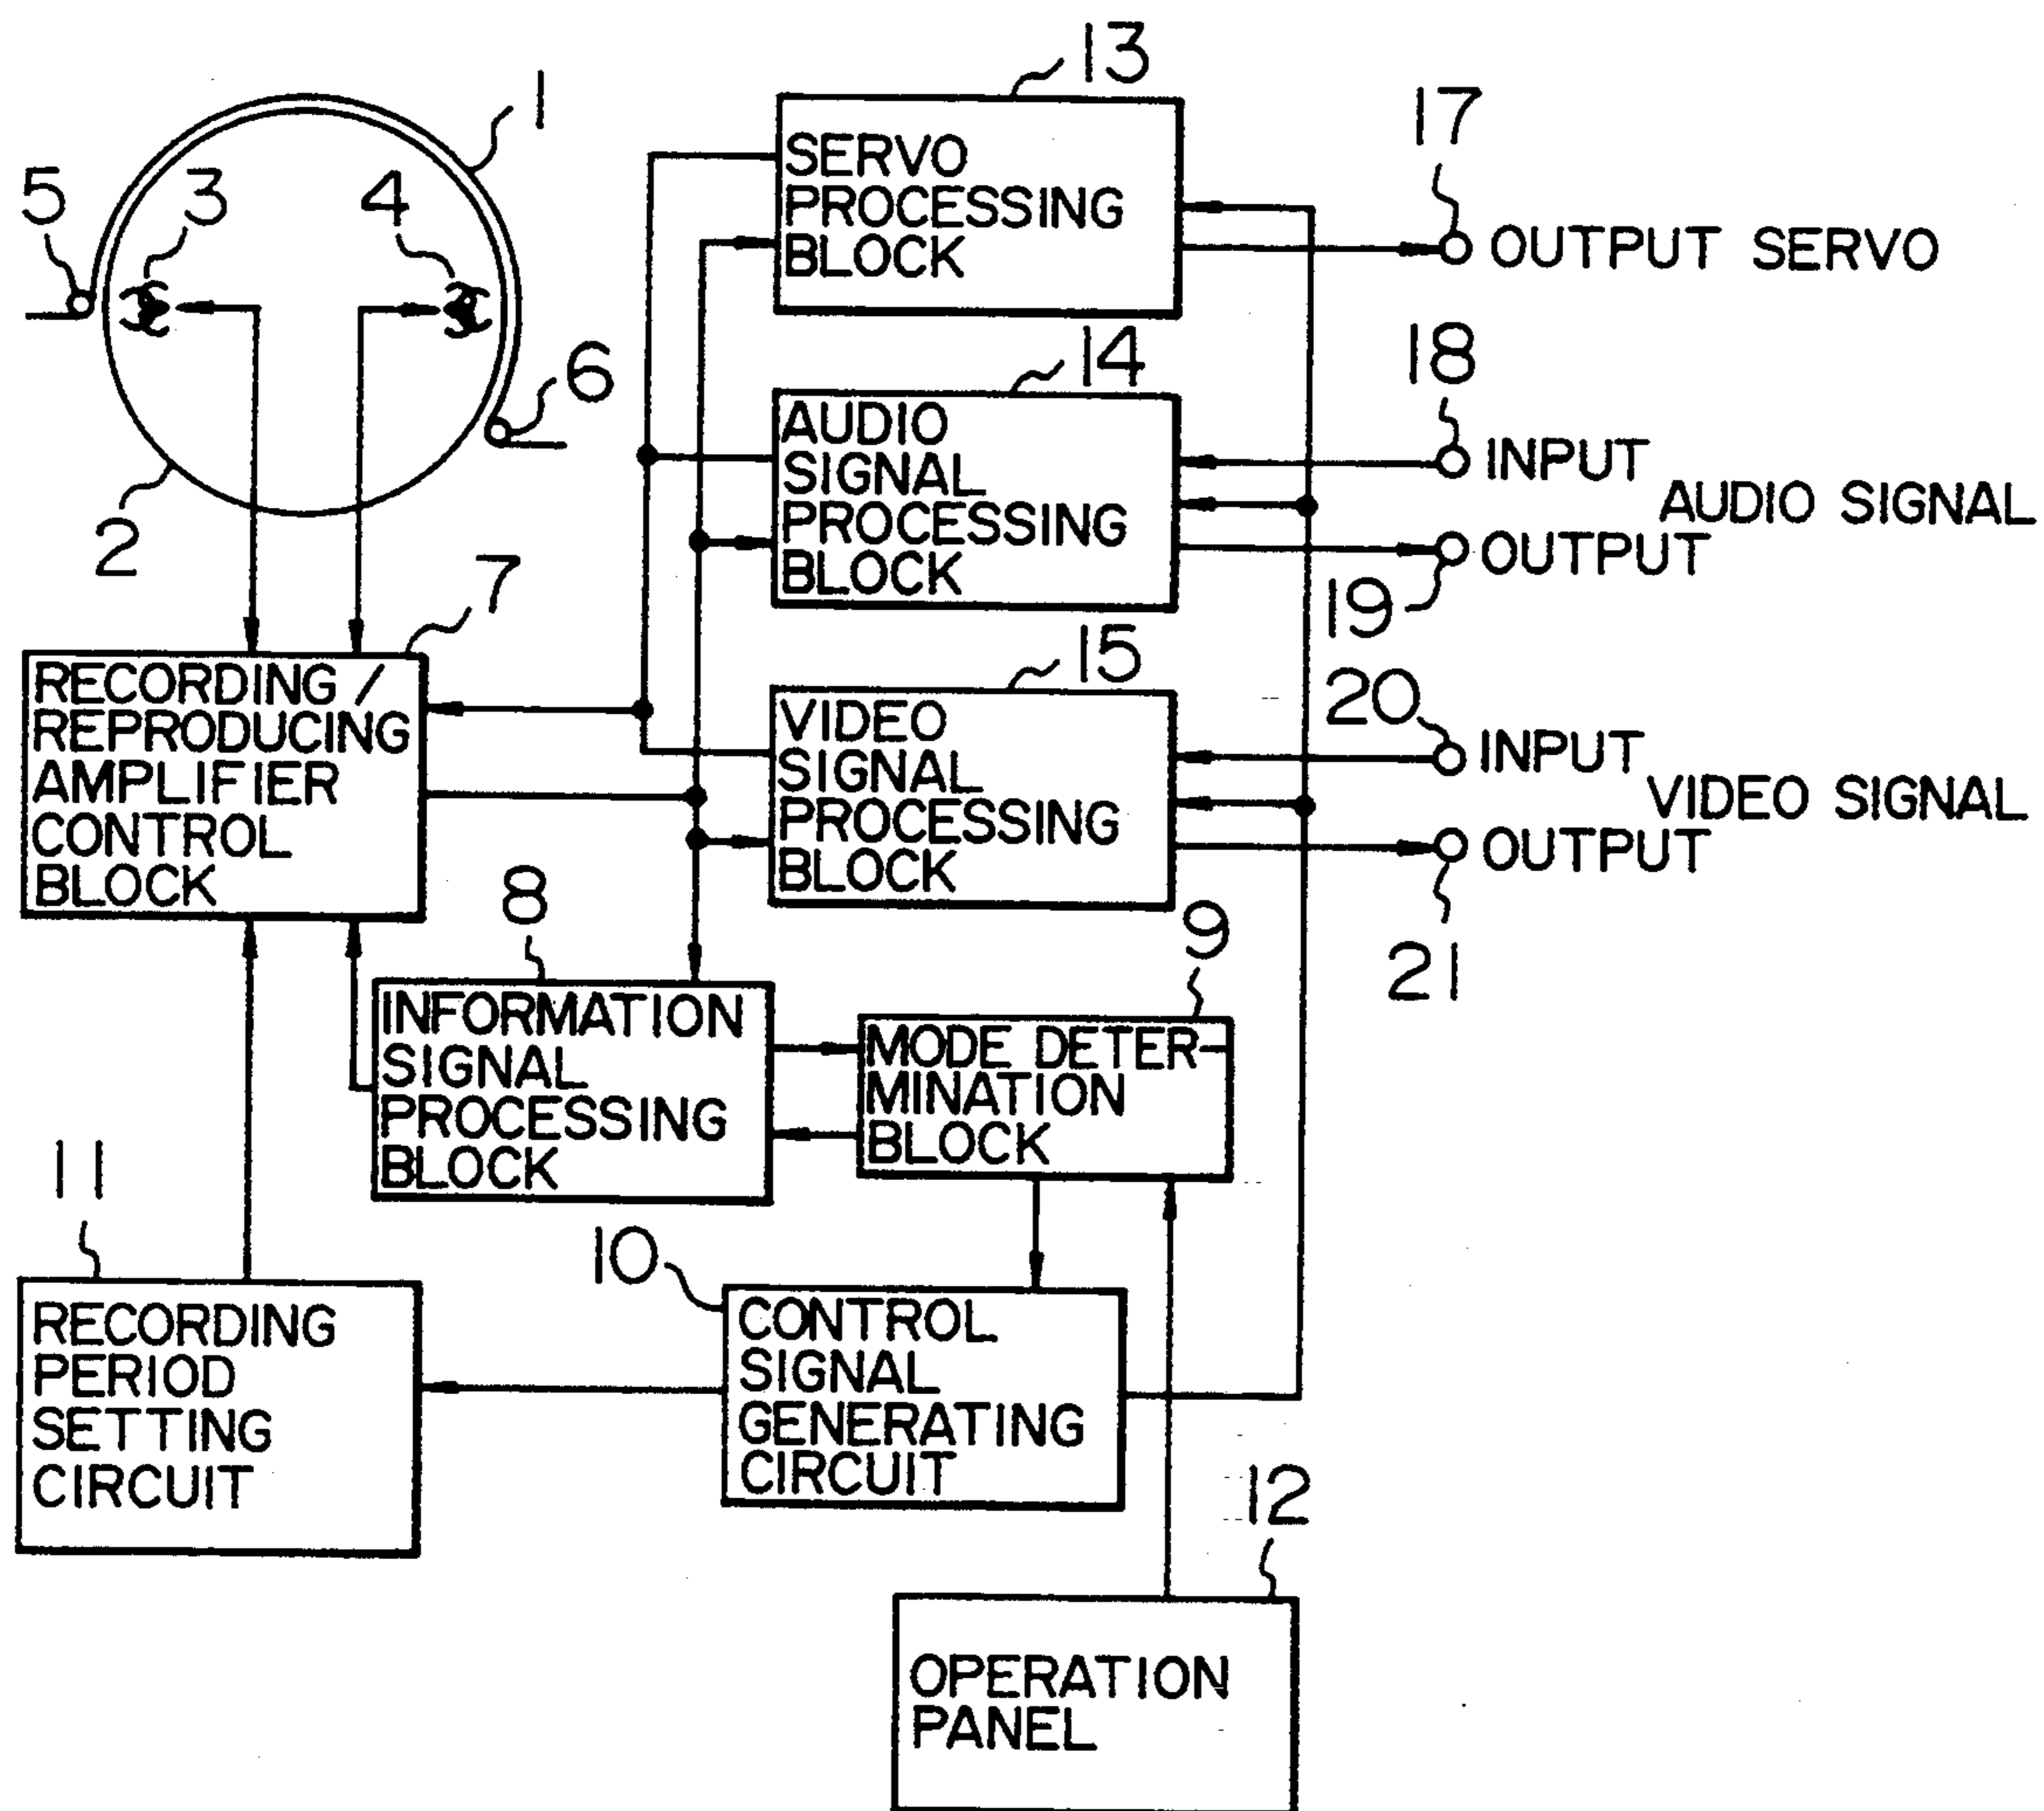 13
SERVO
PROCESSING
BLOCK
17
OUTPUT SERVO
1
5
3
4
6
2
14
AUDIO
SIGNAL
PROCESSING
BLOCK
18
INPUT
AUDIO SIGNAL
OUTPUT
19
7
RECORDING /
REPRODUCING
AMPLIFIER
CONTROL
BLOCK
15
VIDEO
SIGNAL
PROCESSING
BLOCK
20
INPUT
VIDEO SIGNAL
OUTPUT
21
8
INFORMATION
SIGNAL
PROCESSING
BLOCK
9
MODE DETER-
MINATION
BLOCK
11
RECORDING
PERIOD
SETTING
CIRCUIT
10
CONTROL
SIGNAL
GENERATING
CIRCUIT
12
OPERATION
PANEL